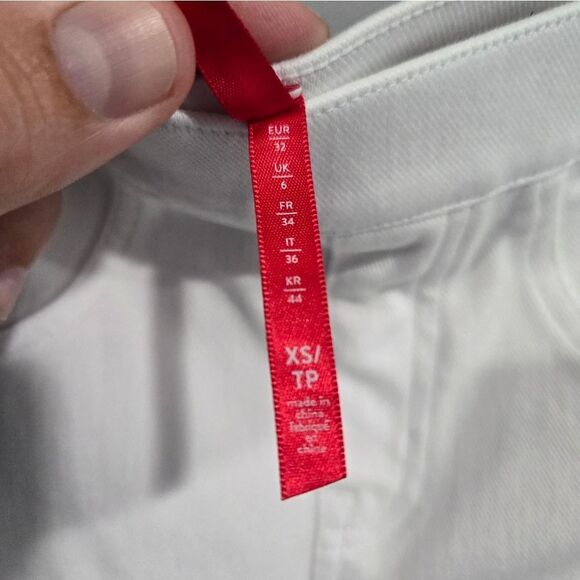 EUR
32
UK
6
FR
34
IT
36
KR
44
XS/
TP
made in
china
fabriqué
en
chine